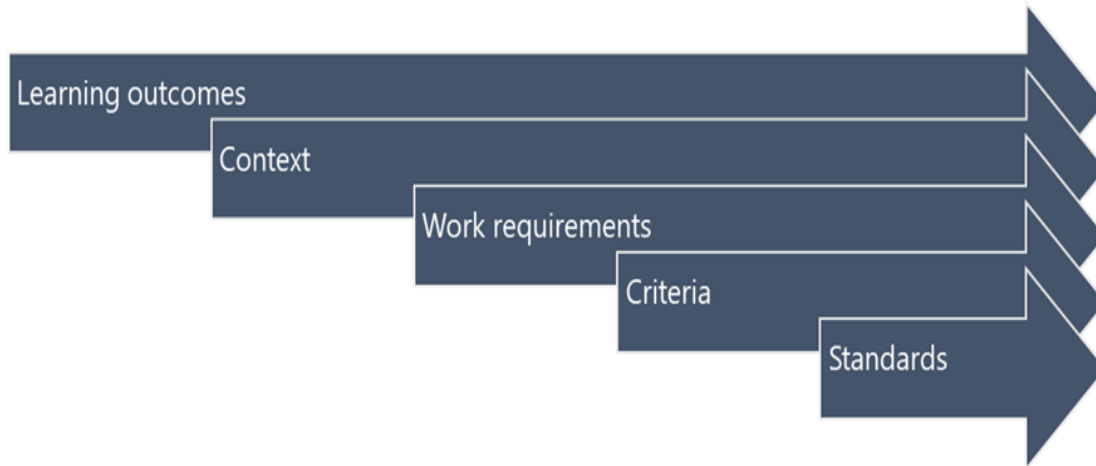 Learning outcomes
Context
Work requirements
Criteria
Standards